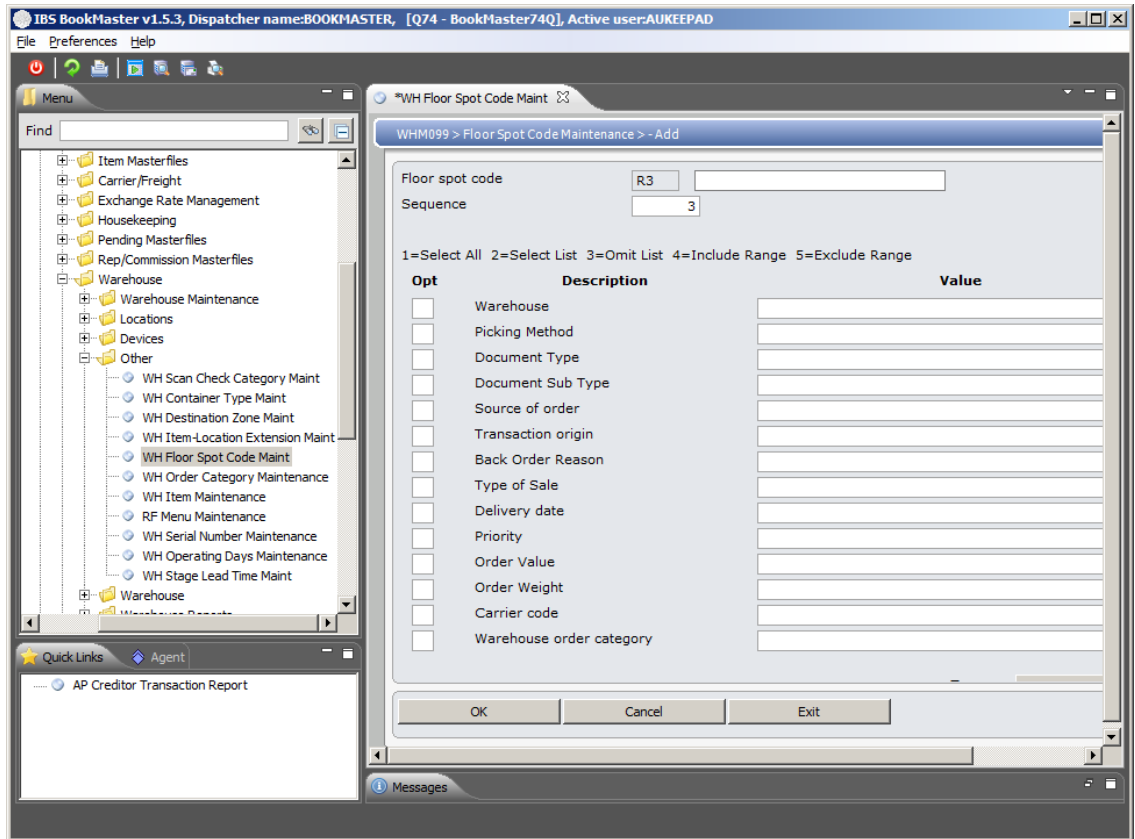 IBS BookMaster v1.5.3, Dispatcher name:BOOKMASTER, [Q74 - BookMaster74Q], Active user:AUKEEPAD
File Preferences Help
Menu
Find
Item Masterfiles
Carrier/Freight
Exchange Rate Management
Housekeeping
Pending Masterfiles
Rep/Commission Masterfiles
Warehouse
Warehouse Maintenance
Locations
Devices
Other
WH Scan Check Category Maint
WH Container Type Maint
WH Destination Zone Maint
WH Item-Location Extension Maint
WH Floor Spot Code Maint
WH Order Category Maintenance
WH Item Maintenance
RF Menu Maintenance
WH Serial Number Maintenance
WH Operating Days Maintenance
WH Stage Lead Time Maint
Warehouse
Warehouse Reports
Quick Links Agent
AP Creditor Transaction Report
*WH Floor Spot Code Maint
WHM099 > Floor Spot Code Maintenance > - Add
Floor spot code R3
Sequence 3
1=Select All 2=Select List 3=Omit List 4=Include Range 5=Exclude Range
Opt Description Value
Warehouse
Picking Method
Document Type
Document Sub Type
Source of order
Transaction origin
Back Order Reason
Type of Sale
Delivery date
Priority
Order Value
Order Weight
Carrier code
Warehouse order category
OK Cancel Exit
Messages